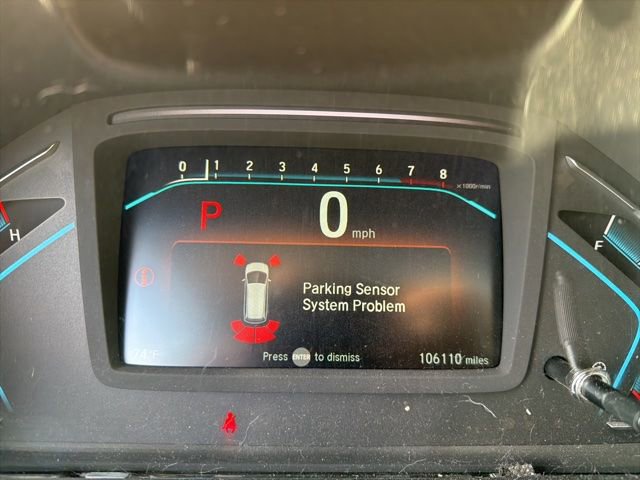 0 1 2 3 4 5 6 7 8
×1000r/min
P 0 mph
H
F
Parking Sensor
System Problem
74°F
Press ENTER to dismiss
106110 miles